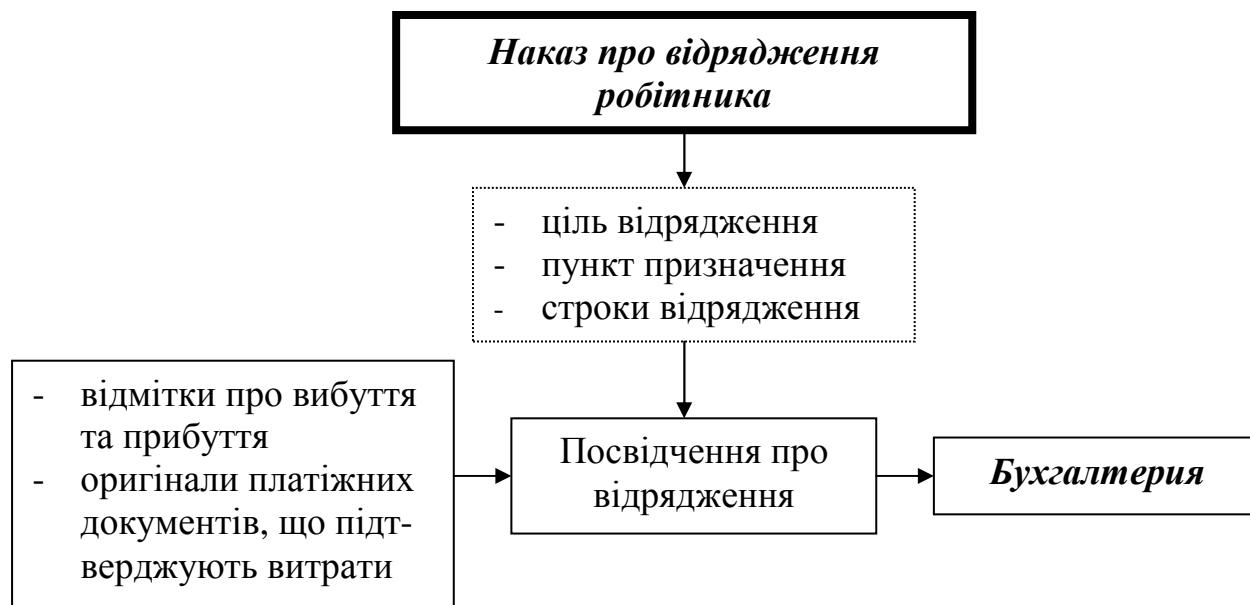 Наказ про відрядження
робітника
- ціль відрядження
- пункт призначення
- строки відрядження
- відмітки про вибуття
та прибуття
- оригінали платіжних
документів, що підт-
верджують витрати
Посвідчення про
відрядження
Бухгалтерия